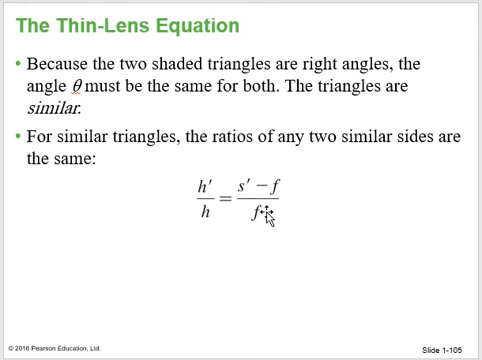 The Thin-Lens Equation
• Because the two shaded triangles are right angles, the
angle θ must be the same for both. The triangles are
similar.
• For similar triangles, the ratios of any two similar sides are
the same:
h′/h = (s′ − f)/f
© 2016 Pearson Education, Ltd.
Slide 1-105